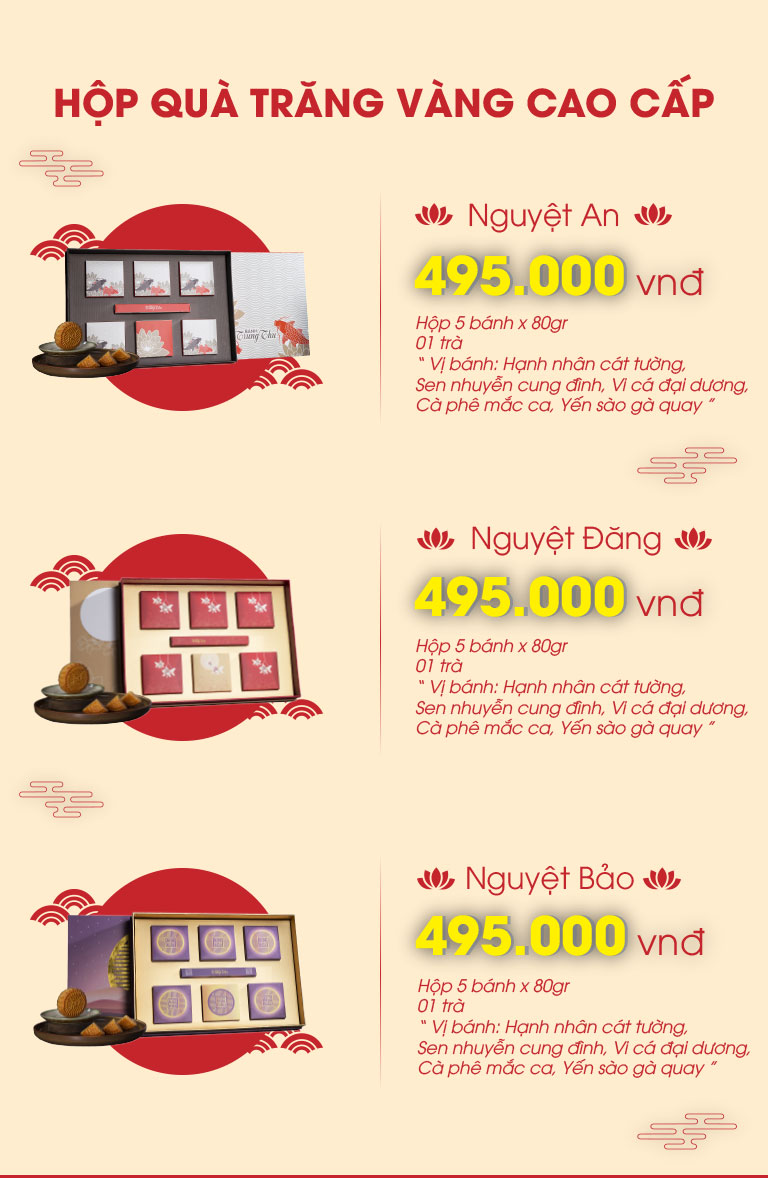 HỘP QUÀ TRĂNG VÀNG CAO CẤP
Nguyệt An
495.000 vnđ
Hộp 5 bánh x 80gr
01 trà
“ Vị bánh: Hạnh nhân cát tường,
Sen nhuyễn cung đình, Vi cá đại dương,
Cà phê mắc ca, Yến sào gà quay ”
Trung Thu
Nguyệt Đăng
495.000 vnđ
Hộp 5 bánh x 80gr
01 trà
“ Vị bánh: Hạnh nhân cát tường,
Sen nhuyễn cung đình, Vi cá đại dương,
Cà phê mắc ca, Yến sào gà quay ”
Nguyệt Bảo
495.000 vnđ
Hộp 5 bánh x 80gr
01 trà
“ Vị bánh: Hạnh nhân cát tường,
Sen nhuyễn cung đình, Vi cá đại dương,
Cà phê mắc ca, Yến sào gà quay ”